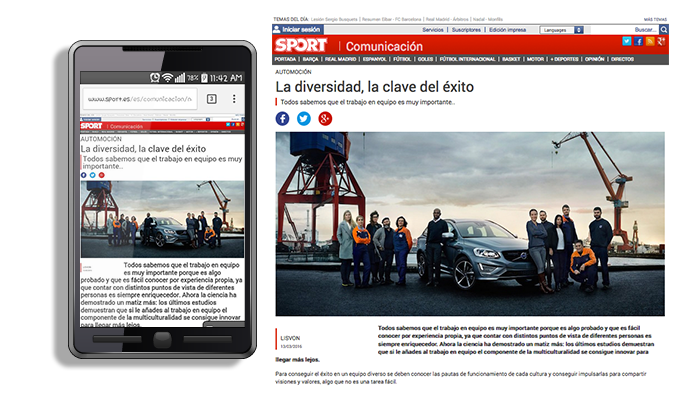 11:42 AM
78%
www.sport.es/es/comunicacion/n
3
SPORT Comunicación
AUTOMOCIÓN
La diversidad, la clave del éxito
Todos sabemos que el trabajo en equipo es muy
importante..
Todos sabemos que el trabajo en equipo
es muy importante porque es algo
probado y que es fácil conocer por experiencia propia, ya
que contar con distintos puntos de vista de diferentes
personas es siempre enriquecedor. Ahora la ciencia ha
demostrado un matiz más: los últimos estudios
demuestran que si le añades al trabajo en equipo el
componente de la multiculturalidad se consigue innovar
para llegar más lejos.
TEMAS DEL DÍA: Lesión Sergio Busquets | Resumen Eibar - FC Barcelona | Real Madrid | Arbitros | Nadal - Monfils
MÁS TEMAS
Iniciar sesión Servicios | Suscriptores | Edición impresa Languages Buscar...
SPORT | Comunicación
PORTADA BARÇA REAL MADRID ESPANYOL FÚTBOL GOLES FÚTBOL INTERNACIONAL BASKET MOTOR + DEPORTES OPINIÓN DIRECTOS
AUTOMOCIÓN
La diversidad, la clave del éxito
Todos sabemos que el trabajo en equipo es muy importante..
LISVON
13/03/2016
Todos sabemos que el trabajo en equipo es muy importante porque es algo probado y que es fácil
conocer por experiencia propia, ya que contar con distintos puntos de vista de diferentes personas es
siempre enriquecedor. Ahora la ciencia ha demostrado un matiz más: los últimos estudios demuestran
que si le añades al trabajo en equipo el componente de la multiculturalidad se consigue innovar para
llegar más lejos.
Para conseguir el éxito en un equipo diverso se deben conocer las pautas de funcionamiento de cada cultura y conseguir impulsarlas para compartir
visiones y valores, algo que no es una tarea fácil.